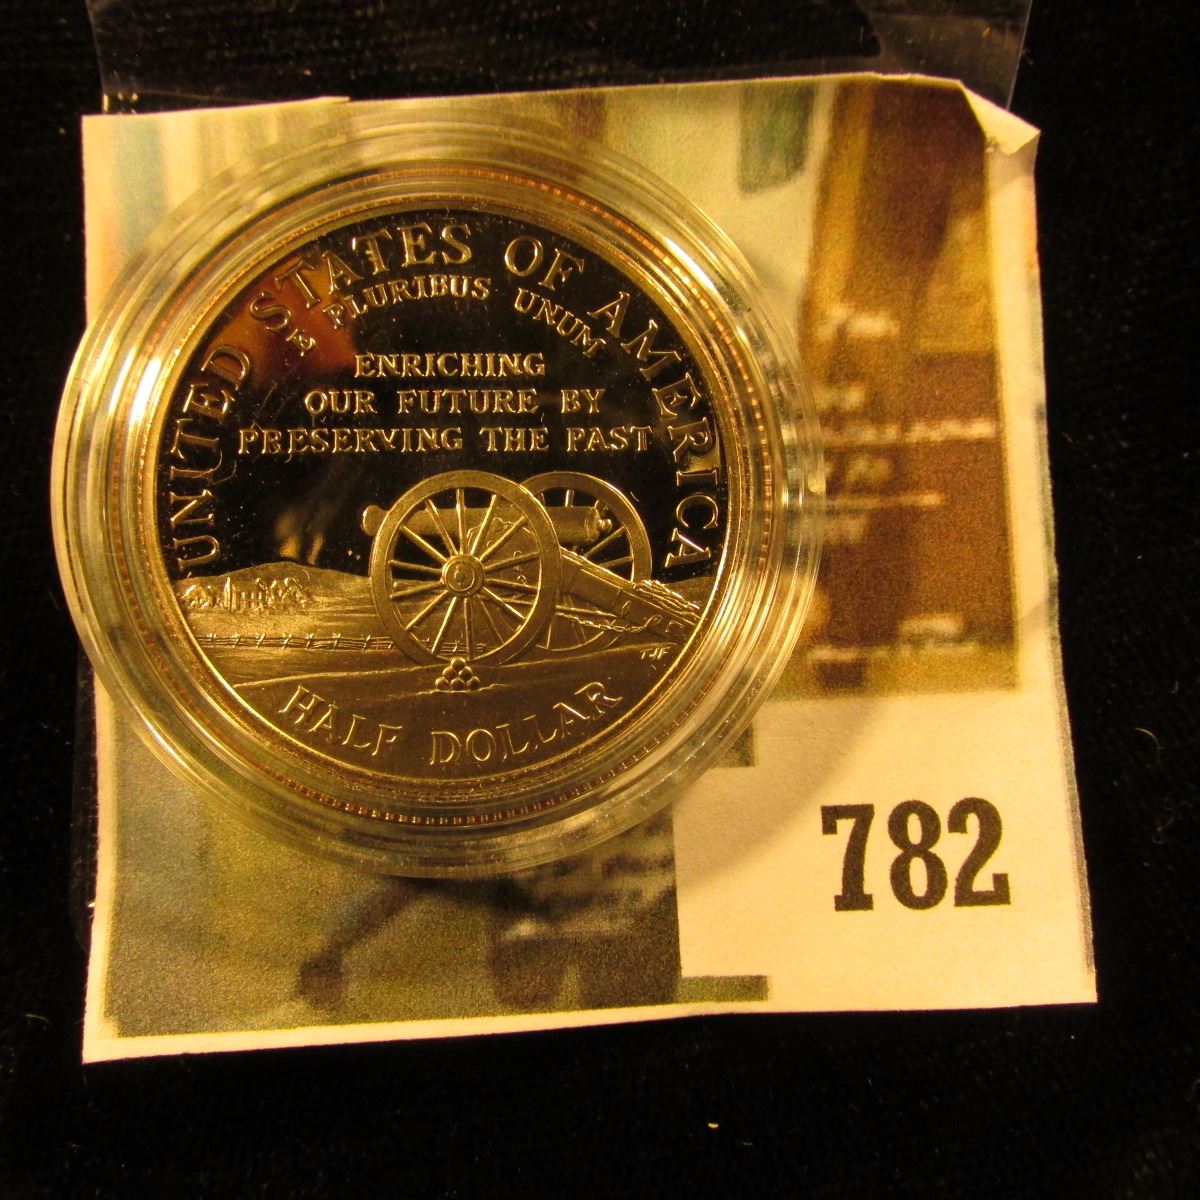 UNITED STATES OF AMERICA
E PLURIBUS UNUM
ENRICHING
OUR FUTURE BY
PRESERVING THE PAST
HALF DOLLAR
782